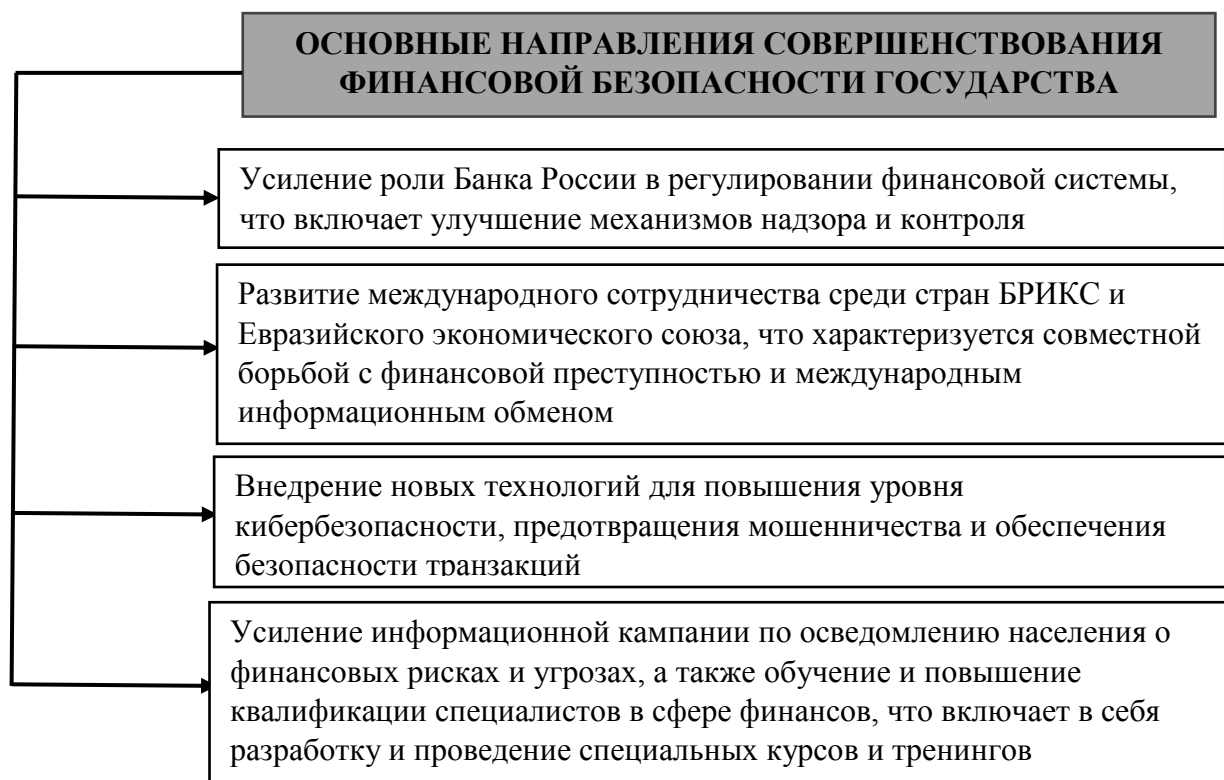 ОСНОВНЫЕ НАПРАВЛЕНИЯ СОВЕРШЕНСТВОВАНИЯ
ФИНАНСОВОЙ БЕЗОПАСНОСТИ ГОСУДАРСТВА
Усиление роли Банка России в регулировании финансовой системы,
что включает улучшение механизмов надзора и контроля
Развитие международного сотрудничества среди стран БРИКС и
Евразийского экономического союза, что характеризуется совместной
борьбой с финансовой преступностью и международным
информационным обменом
Внедрение новых технологий для повышения уровня
кибербезопасности, предотвращения мошенничества и обеспечения
безопасности транзакций
Усиление информационной кампании по осведомлению населения о
финансовых рисках и угрозах, а также обучение и повышение
квалификации специалистов в сфере финансов, что включает в себя
разработку и проведение специальных курсов и тренингов